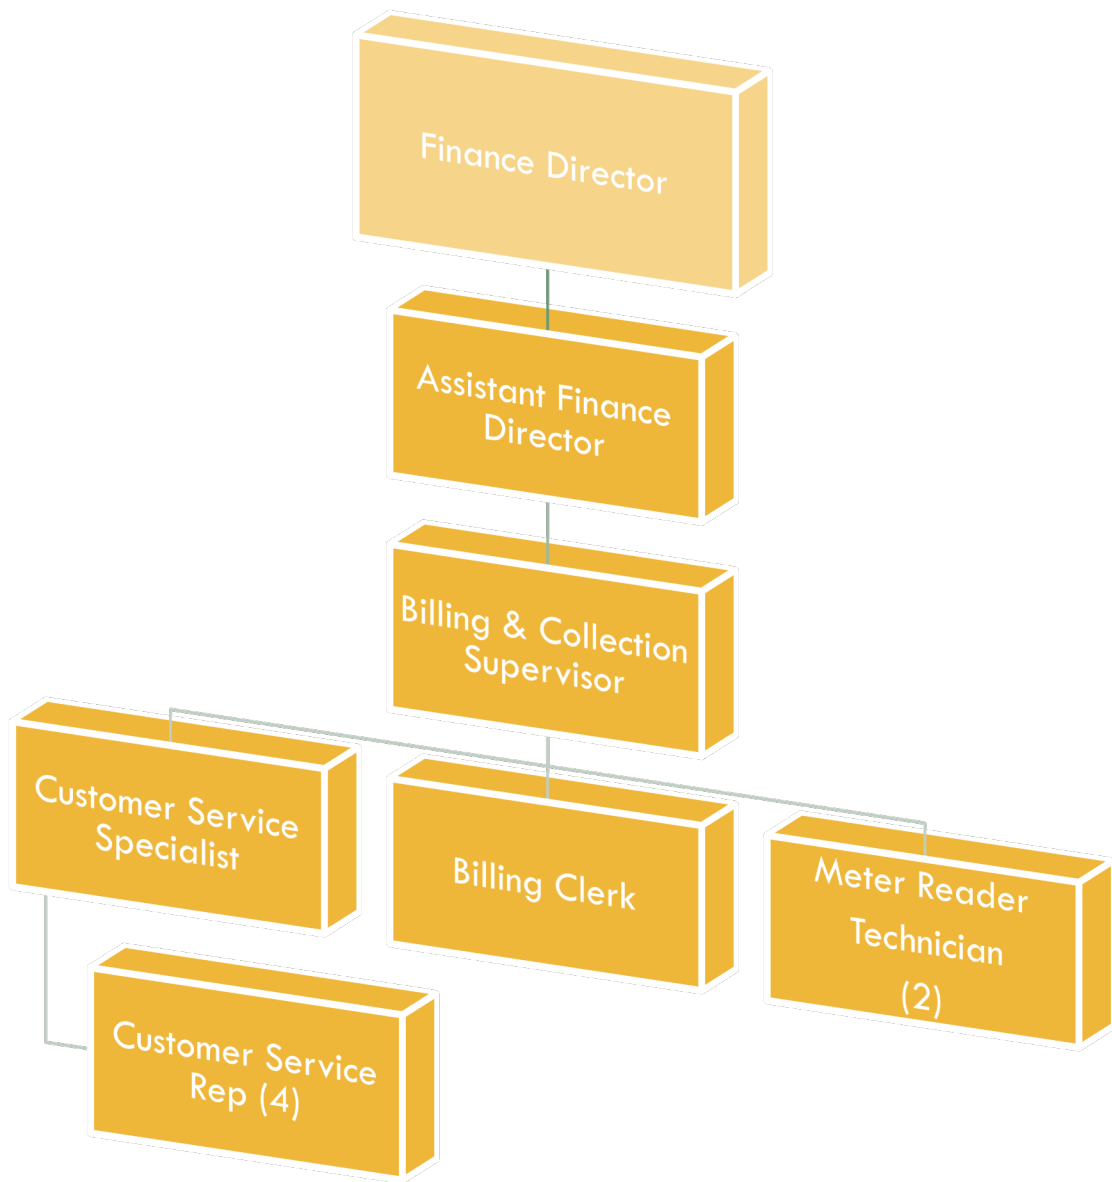 Finance Director
Assistant Finance
Director
Billing & Collection
Supervisor
Customer Service
Specialist
Billing Clerk
Meter Reader
Technician
(2)
Customer Service
Rep (4)